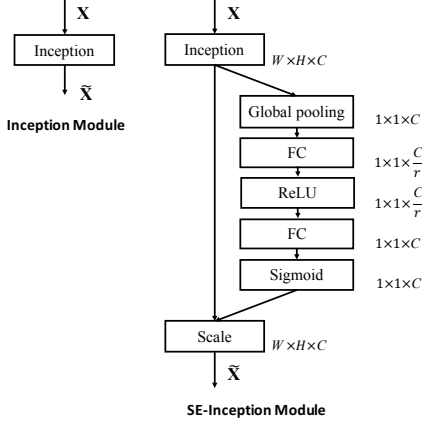 X
Inception
X̃
Inception Module
X
Inception
W×H×C
Global pooling
1×1×C
FC
1×1×C/r
ReLU
1×1×C/r
FC
1×1×C
Sigmoid
1×1×C
Scale
W×H×C
X̃
SE-Inception Module